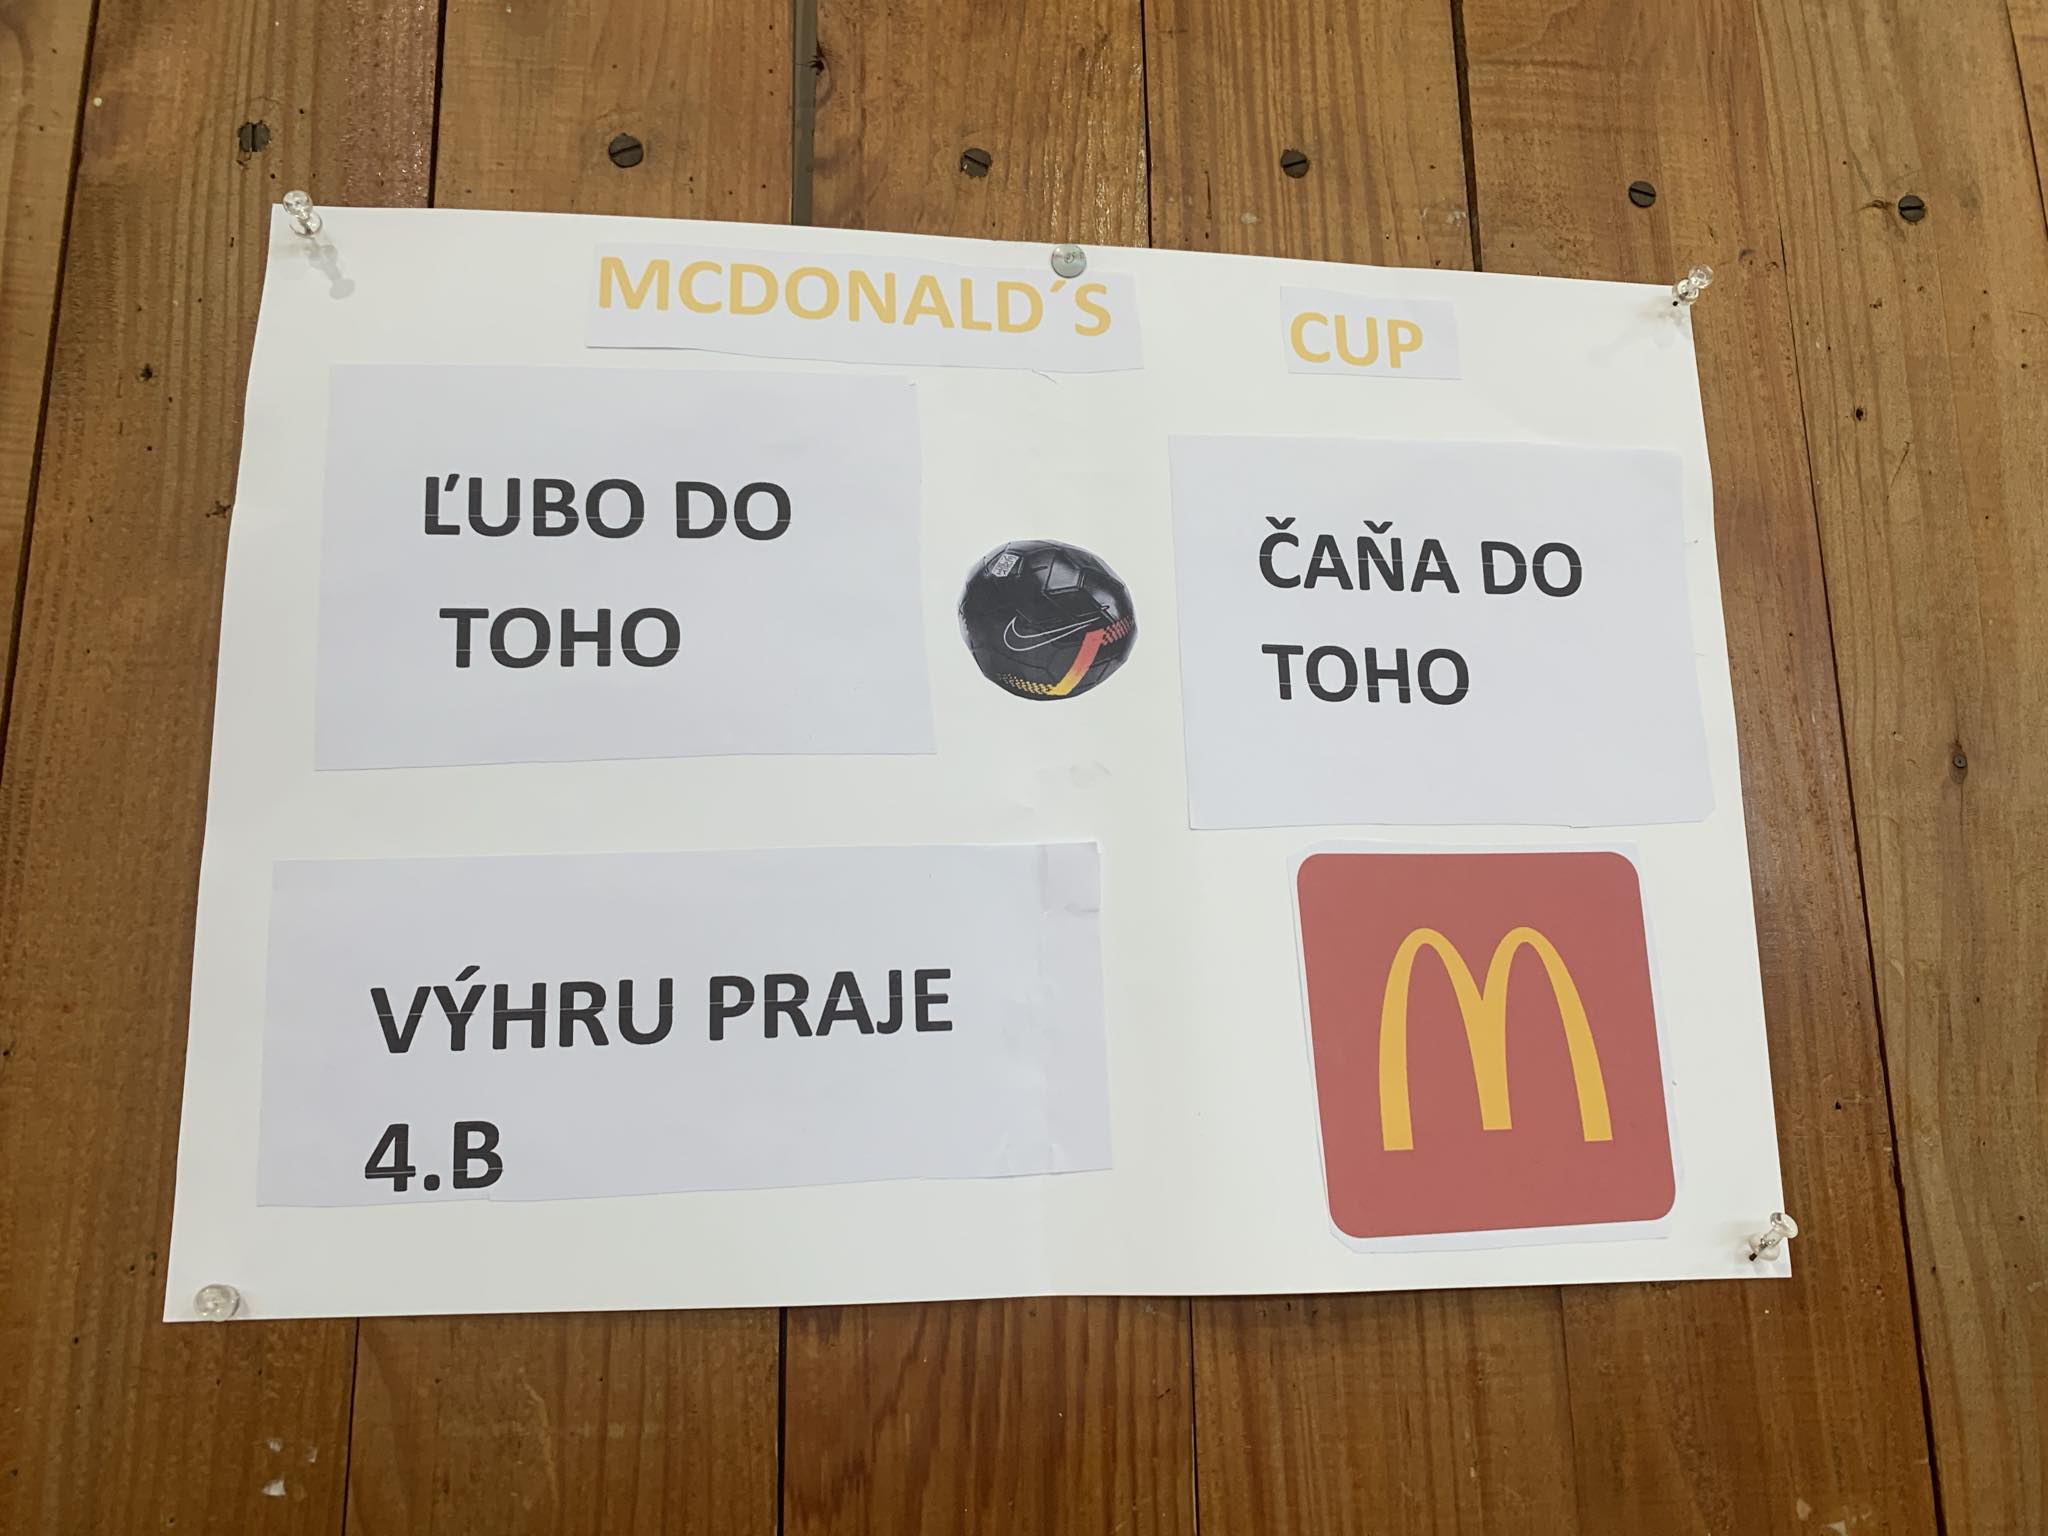 MCDONALD´S CUP
ĽUBO DO
TOHO
ČAŇA DO
TOHO
VÝHRU PRAJE
4.B